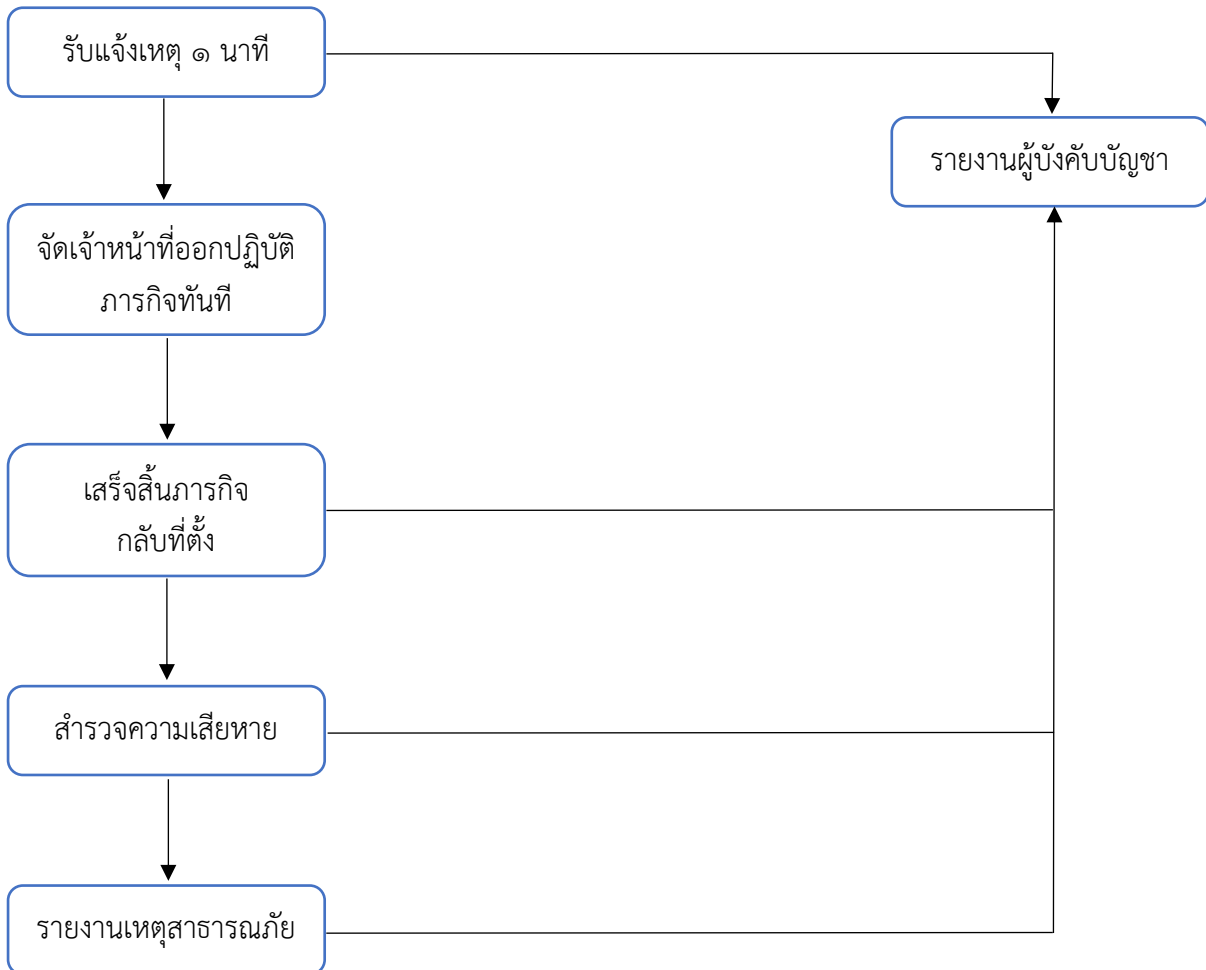 รับแจ้งเหตุ ๑ นาที
รายงานผู้บังคับบัญชา
จัดเจ้าหน้าที่ออกปฏิบัติ
ภารกิจทันที
เสร็จสิ้นภารกิจ
กลับที่ตั้ง
สำรวจความเสียหาย
รายงานเหตุสาธารณภัย